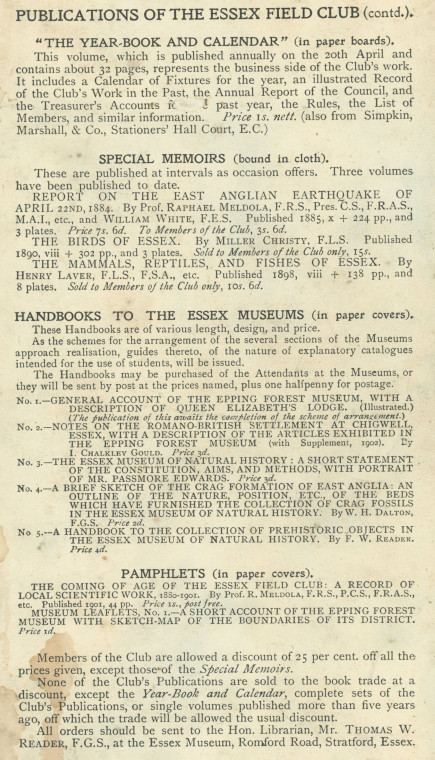 PUBLICATIONS OF THE ESSEX FIELD CLUB (contd.).
"THE YEAR-BOOK AND CALENDAR" (in paper boards).
This volume, which is published annually on the 20th April and
contains about 32 pages, represents the business side of the Club's work.
It includes a Calendar of Fixtures for the year, an illustrated Record
of the Club's Work in the Past, the Annual Report of the Council, and
the Treasurer's Accounts past year, the Rules, the List of
Members, and similar information. Price 1s. nett. (also from Simpkin,
Marshall, & Co., Stationers' Hall Court, E.C.)
SPECIAL MEMOIRS (bound in cloth).
These are published at intervals as occasion offers. Three volumes
have been published to date.
REPORT ON THE EAST ANGLIAN EARTHQUAKE OF
APRIL 22ND, 1884. By Prof. RAPHAEL MELDOLA, F.R.S., Pres. C.S., F.R.A.S.,
M.A.I., etc., and WILLIAM WHITE, F.E.S. Published 1885, x + 224 pp., and
3 plates. Price 7s. 6d. To Members of the Club, 3s. 6d.
THE BIRDS OF ESSEX. By MILLER CHRISTY, F.L.S. Published
1890, viii + 302 pp., and 3 plates. Sold to Members of the Club only, 15s.
THE MAMMALS, REPTILES, AND FISHES OF ESSEX. By
HENRY LAVER, F.L.S., F.S.A., etc. Published 1898, viii + 138 pp., and
8 plates. Sold to Members of the Club only, 10s. 6d.
HANDBOOKS TO THE ESSEX MUSEUMS (in paper covers).
These Handbooks are of various length, design, and price.
As the schemes for the arrangement of the several sections of the Museums
approach realisation, guides thereto, of the nature of explanatory catalogues
intended for the use of students, will be issued.
The Handbooks may be purchased of the Attendants at the Museums, or
they will be sent by post at the prices named, plus one halfpenny for postage.
No. 1.—GENERAL ACCOUNT OF THE EPPING FOREST MUSEUM, WITH A
DESCRIPTION OF QUEEN ELIZABETH'S LODGE. (Illustrated.)
(The publication of this awaits the completion of the scheme of arrangement.)
No. 2.—NOTES ON THE ROMANO-BRITISH SETTLEMENT AT CHIGWELL,
ESSEX, WITH A DESCRIPTION OF THE ARTICLES EXHIBITED IN
THE EPPING FOREST MUSEUM (with Supplement, 1900). By
I. CHALKLEY GOULD. Price 3d.
No. 3.—THE ESSEX MUSEUM OF NATURAL HISTORY : A SHORT STATEMENT
OF THE CONSTITUTION, AIMS, AND METHODS, WITH PORTRAIT
OF MR. PASSMORE EDWARDS. Price 3d.
No. 4.—A BRIEF SKETCH OF THE CRAG FORMATION OF EAST ANGLIA: AN
OUTLINE OF THE NATURE, POSITION, ETC., OF THE BEDS
WHICH HAVE FURNISHED THE COLLECTION OF CRAG FOSSILS
IN THE ESSEX MUSEUM OF NATURAL HISTORY. By W. H. DALTON,
F.G.S. Price 2d.
No 5.—A HANDBOOK TO THE COLLECTION OF PREHISTORIC OBJECTS IN
THE ESSEX MUSEUM OF NATURAL HISTORY. By F. W. READER.
Price 4d.
PAMPHLETS (in paper covers).
THE COMING OF AGE OF THE ESSEX FIELD CLUB: A RECORD OF
LOCAL SCIENTIFIC WORK, 1880-1901. By Prof. R. MELDOLA, F.R.S., P.C.S., F.R.A.S.,
etc. Published 1901, 44 pp. Price 1s., post free.
MUSEUM LEAFLETS, No. 1.—A SHORT ACCOUNT OF THE EPPING FOREST
MUSEUM WITH SKETCH-MAP OF THE BOUNDARIES OF ITS DISTRICT.
Price 1d.
Members of the Club are allowed a discount of 25 per cent. off all the
prices given, except those of the Special Memoirs.
None of the Club's Publications are sold to the book trade at a
discount, except the Year-Book and Calendar, complete sets of the
Club's Publications, or single volumes published more than five years
ago, off which the trade will be allowed the usual discount.
All orders should be sent to the Hon. Librarian, Mr. THOMAS W.
READER, F.G.S., at the Essex Museum, Romford Road, Stratford, Essex.